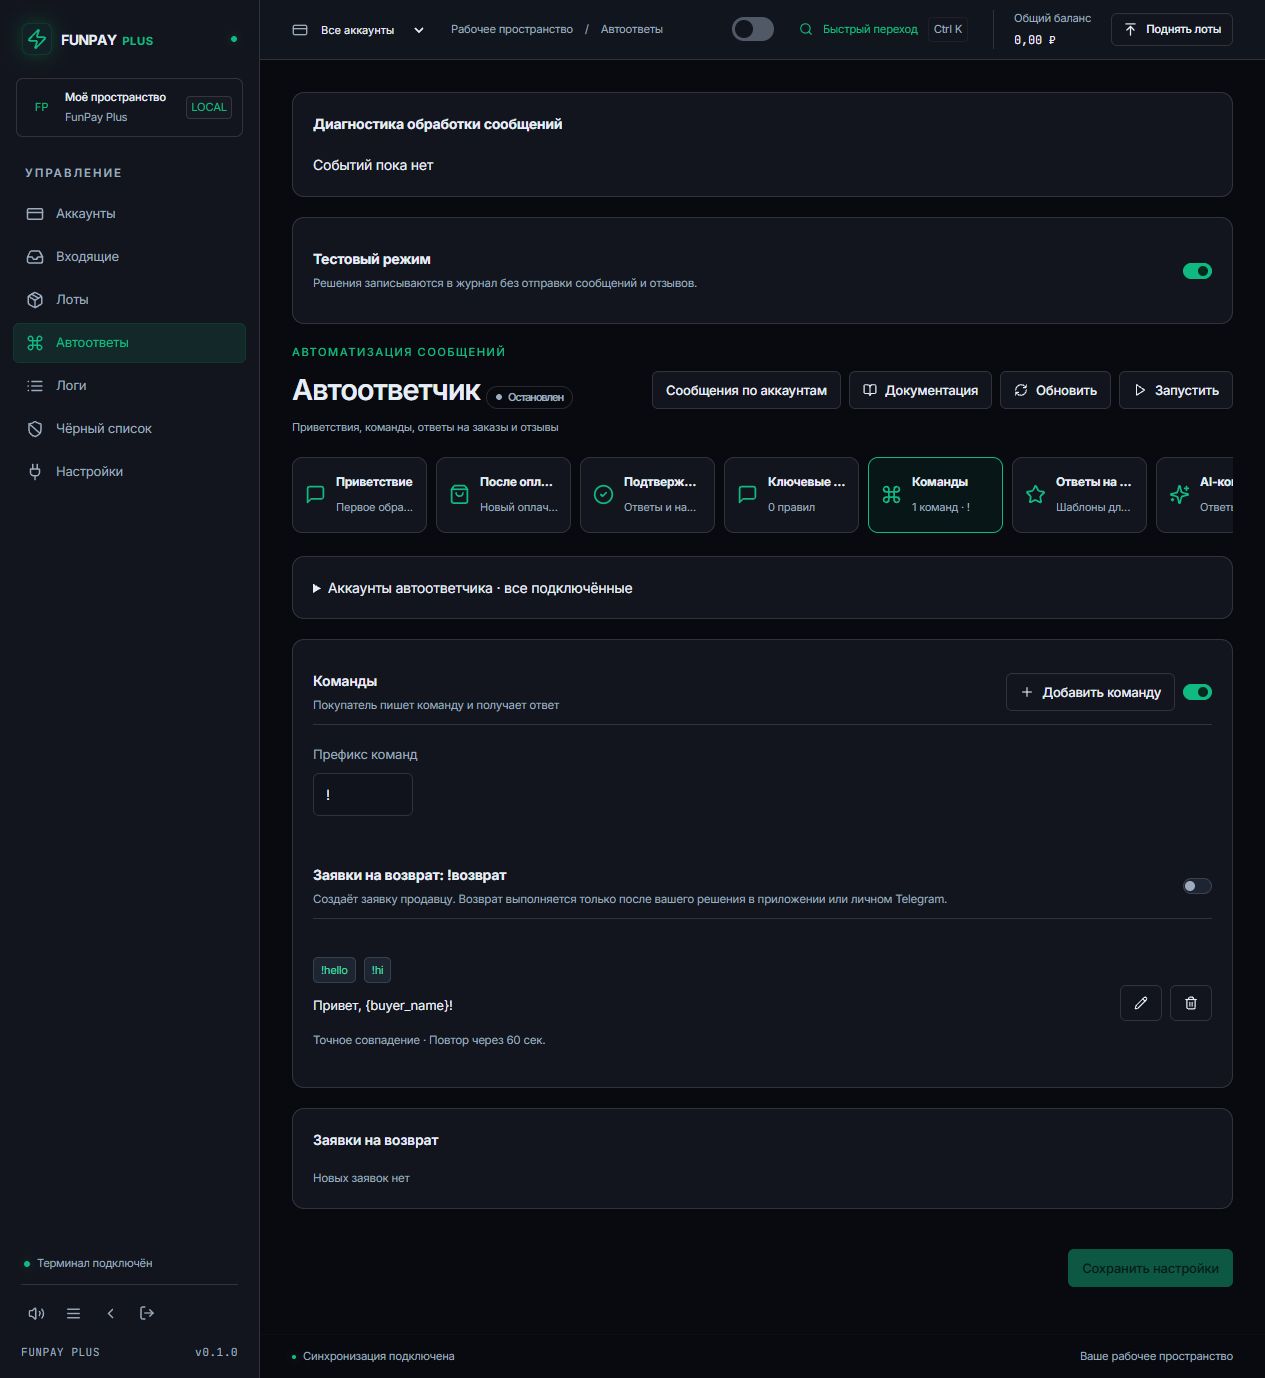 FUNPAY PLUS
FP
Моё пространство
FunPay Plus
LOCAL
УПРАВЛЕНИЕ
Аккаунты
Входящие
Лоты
Автоответы
Логи
Чёрный список
Настройки
Терминал подключён
FUNPAY PLUS
v0.1.0
Все аккаунты
Рабочее пространство / Автоответы
Быстрый переход
Ctrl K
Общий баланс
0,00 ₽
Поднять лоты
Диагностика обработки сообщений
Событий пока нет
Тестовый режим
Решения записываются в журнал без отправки сообщений и отзывов.
АВТОМАТИЗАЦИЯ СООБЩЕНИЙ
Автоответчик
Остановлен
Сообщения по аккаунтам
Документация
Обновить
Запустить
Приветствия, команды, ответы на заказы и отзывы
Приветствие
Первое обра...
После опл...
Новый оплач...
Подтверж...
Ответы и на...
Ключевые ...
0 правил
Команды
1 команд · !
Ответы на ...
Шаблоны дл...
AI-ко
Ответь
Аккаунты автоответчика · все подключённые
Команды
Покупатель пишет команду и получает ответ
Добавить команду
Префикс команд
!
Заявки на возврат: !возврат
Создаёт заявку продавцу. Возврат выполняется только после вашего решения в приложении или личном Telegram.
!hello
!hi
Привет, {buyer_name}!
Точное совпадение · Повтор через 60 сек.
Заявки на возврат
Новых заявок нет
Сохранить настройки
Синхронизация подключена
Ваше рабочее пространство